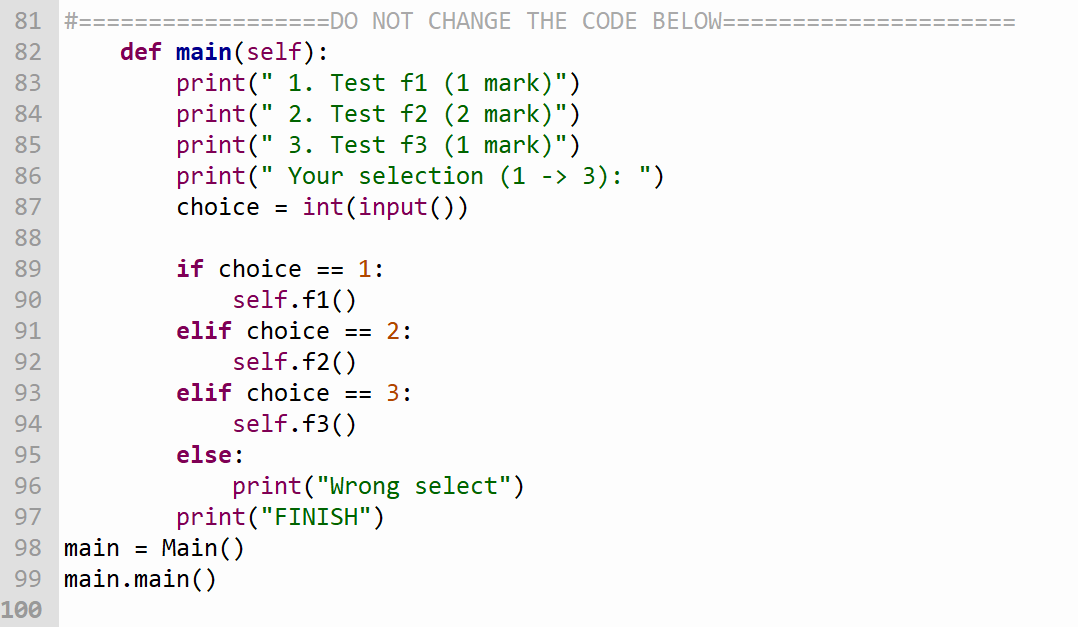 81 #==================DO NOT CHANGE THE CODE BELOW=====================
82     def main(self):
83         print(" 1. Test f1 (1 mark)")
84         print(" 2. Test f2 (2 mark)")
85         print(" 3. Test f3 (1 mark)")
86         print(" Your selection (1 -> 3): ")
87         choice = int(input())
88
89         if choice == 1:
90             self.f1()
91         elif choice == 2:
92             self.f2()
93         elif choice == 3:
94             self.f3()
95         else:
96             print("Wrong select")
97         print("FINISH")
98 main = Main()
99 main.main()
100